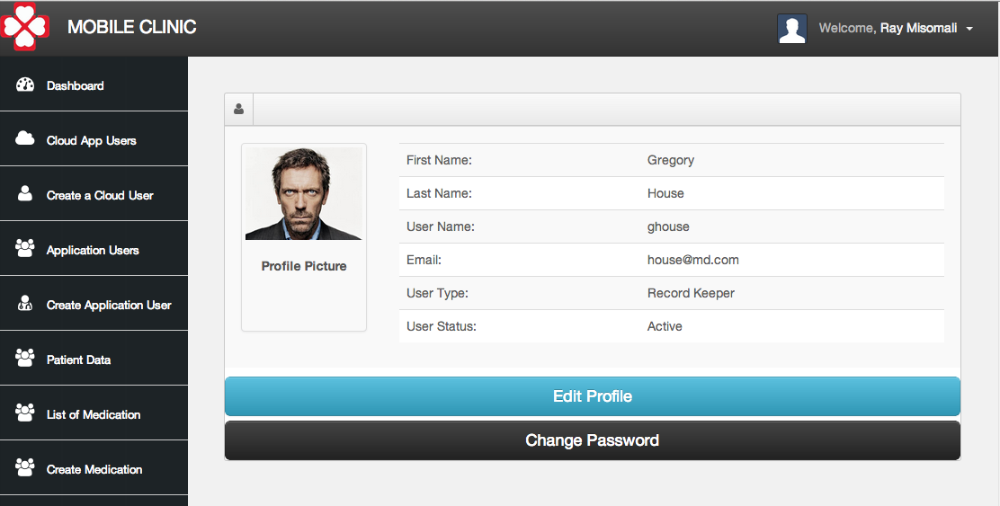 MOBILE CLINIC
Welcome, Ray Misomali
Dashboard
Cloud App Users
Create a Cloud User
Application Users
Create Application User
Patient Data
List of Medication
Create Medication
Profile Picture
First Name: Gregory
Last Name: House
User Name: ghouse
Email: house@md.com
User Type: Record Keeper
User Status: Active
Edit Profile
Change Password